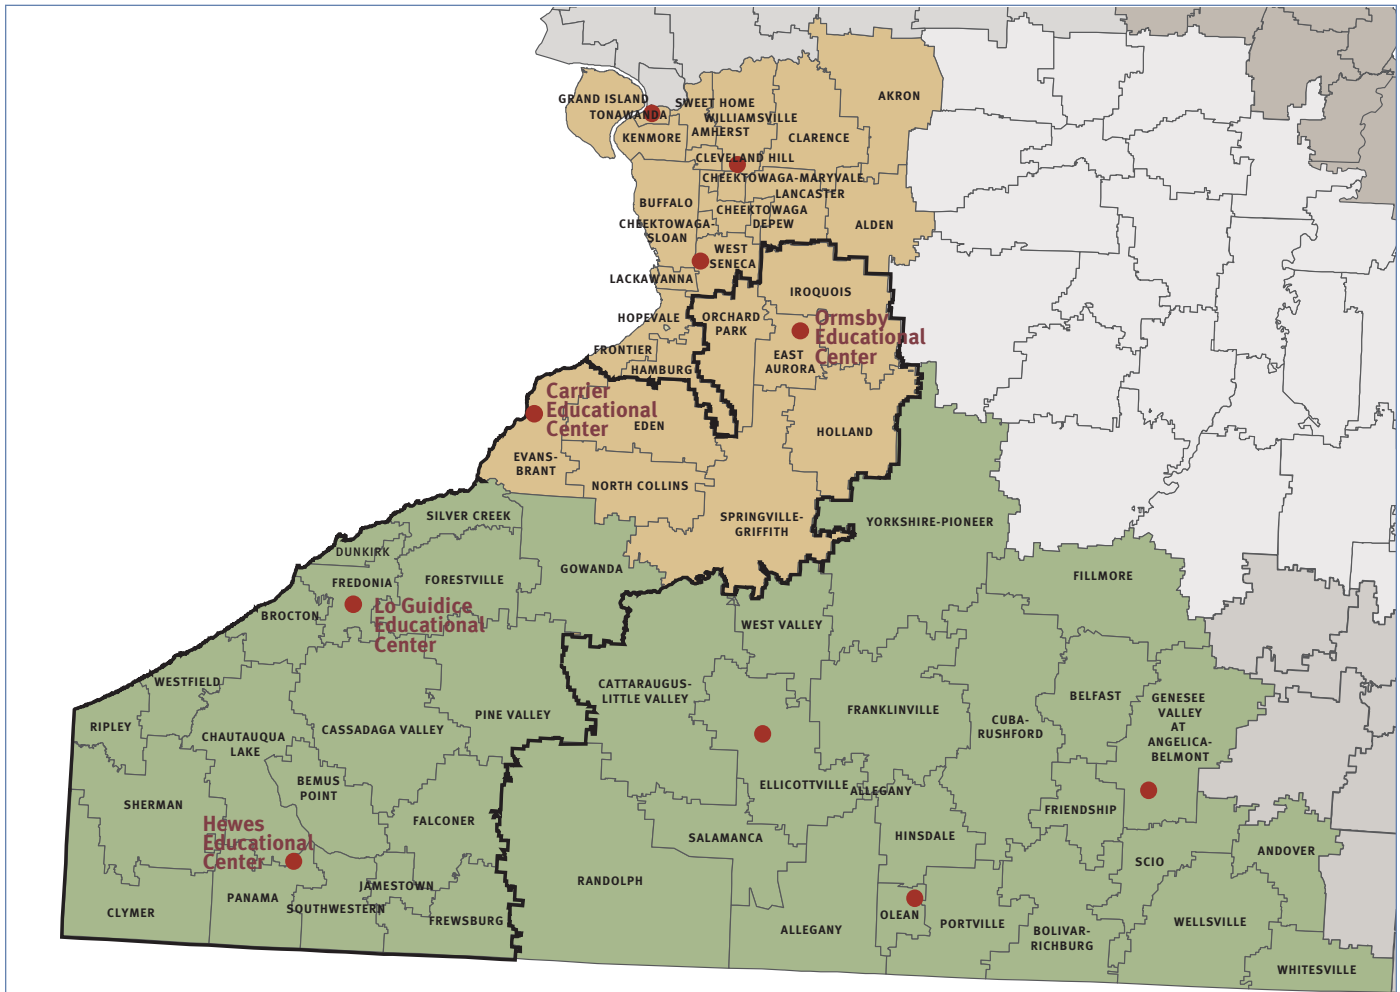 GRAND ISLAND
TONAWANDA
KENMORE
SWEET HOME
WILLIAMSVILLE
AMHERST
AKRON
CLARENCE
CLEVELAND HILL
CHEEKTOWAGA-MARYVALE
LANCASTER
BUFFALO
CHEEKTOWAGA
DEPEW
CHEEKTOWAGA-
SLOAN
ALDEN
WEST
SENECA
LACKAWANNA
IROQUOIS
HOPEVALE
ORCHARD
PARK
Ormsby
Educational
Center
FRONTIER
HAMBURG
EAST
AURORA
Carrier
Educational
Center
EDEN
HOLLAND
EVANS-
BRANT
NORTH COLLINS
SILVER CREEK
SPRINGVILLE-
GRIFFITH
YORKSHIRE-PIONEER
DUNKIRK
FREDONIA
FORESTVILLE
GOWANDA
FILLMORE
BROCTON
Lo Guidice
Educational
Center
WEST VALLEY
WESTFIELD
CATTARAUGUS-
LITTLE VALLEY
RIPLEY
CHAUTAUQUA
LAKE
CASSADAGA VALLEY
PINE VALLEY
FRANKLINVILLE
CUBA-
RUSHFORD
BELFAST
GENESEE
VALLEY
AT
ANGELICA-
BELMONT
BEMUS
POINT
ELLICOTTVILLE
ALLEGANY
SHERMAN
Hewes
Educational
Center
FALCONER
SALAMANCA
HINSDALE
FRIENDSHIP
SCIO
ANDOVER
RANDOLPH
PANAMA
JAMESTOWN
SOUTHWESTERN
FREWSBURG
CLYMER
ALLEGANY
OLEAN
PORTVILLE
BOLIVAR-
RICHBURG
WELLSVILLE
WHITESVILLE